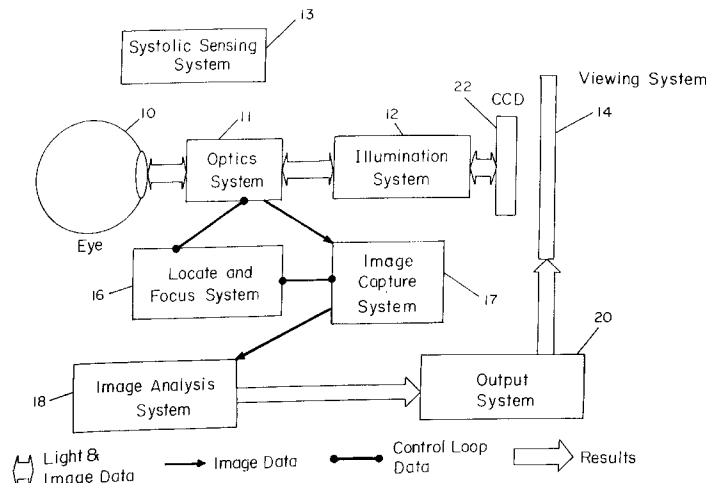 13
Systolic Sensing
System
Viewing System
10
11
12
22
CCD
14
Optics
System
Illumination
System
Eye
16
Locate and
Focus System
Image
Capture
System
17
20
18
Image Analysis
System
Output
System
Light &
Image Data
Image Data
Control Loop
Data
Results